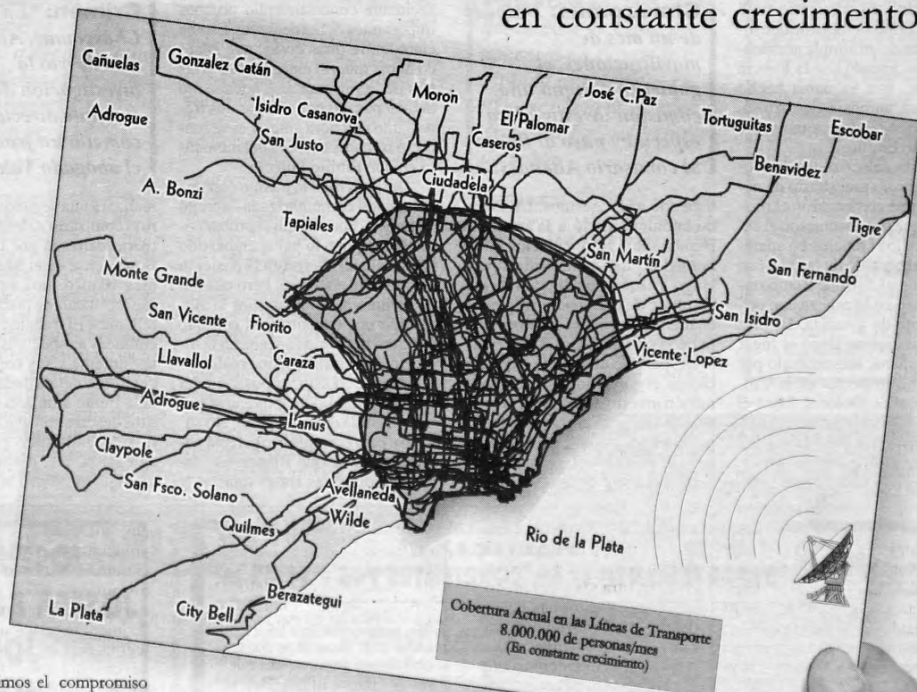 en constante crecimento
Cañuelas
Gonzalez Catán
Adrogue
Isidro Casanova
Moron
San Justo
El Palomar
Caseros
José C.Paz
Tortuguitas
Escobar
Benavidez
A. Bonzi
Ciudadela
Tapiales
San Martín
Tigre
San Fernando
Monte Grande
San Vicente
Fiorito
San Isidro
Vicente Lopez
Llavallol
Caraza
Adrogue
Lanus
Claypole
San Fsco. Solano
Avellaneda
Quilmes
Wilde
Rio de la Plata
Berazategui
La Plata
City Bell
Cobertura Actual en las Líneas de Transporte
8.000.000 de personas/mes
(En constante crecimiento)
mos el compromiso